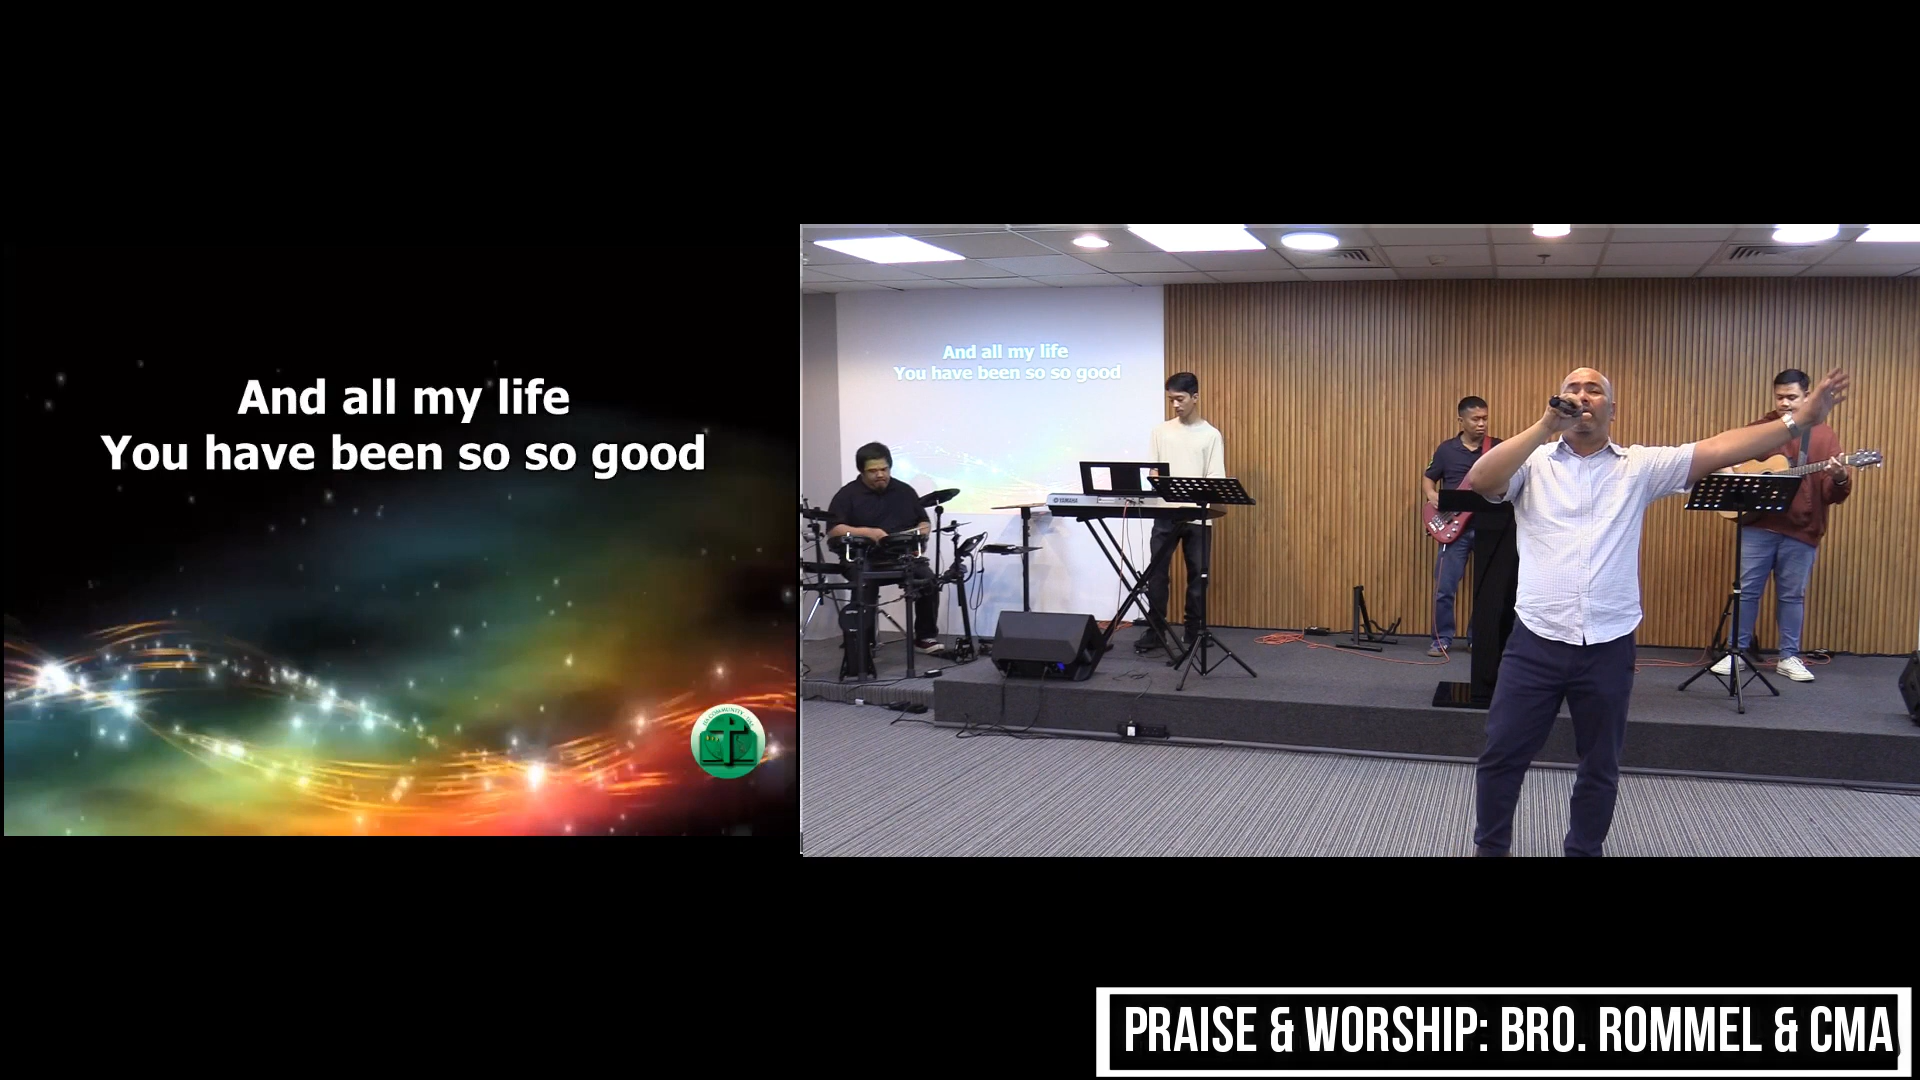 And all my life
You have been so so good
And all my life
You have been so so good
YAMAHA
PRAISE & WORSHIP: BRO. ROMMEL & CMA